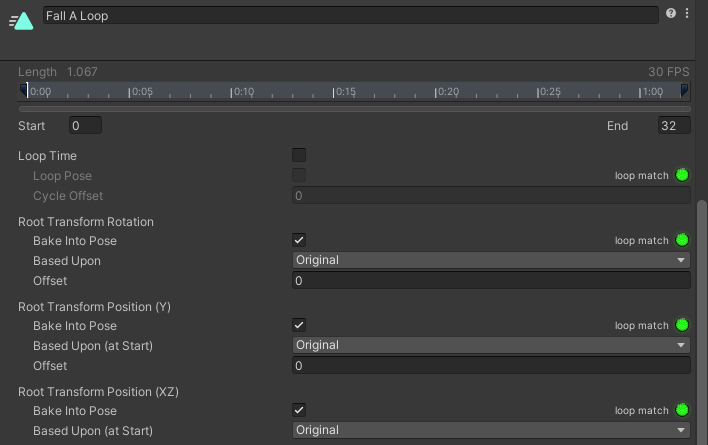 Fall A Loop
Length 1.067 30 FPS
0:00 0:05 0:10 0:15 0:20 0:25 1:00
Start 0 End 32
Loop Time
Loop Pose loop match
Cycle Offset 0
Root Transform Rotation
Bake Into Pose loop match
Based Upon Original
Offset 0
Root Transform Position (Y)
Bake Into Pose loop match
Based Upon (at Start) Original
Offset 0
Root Transform Position (XZ)
Bake Into Pose loop match
Based Upon (at Start) Original